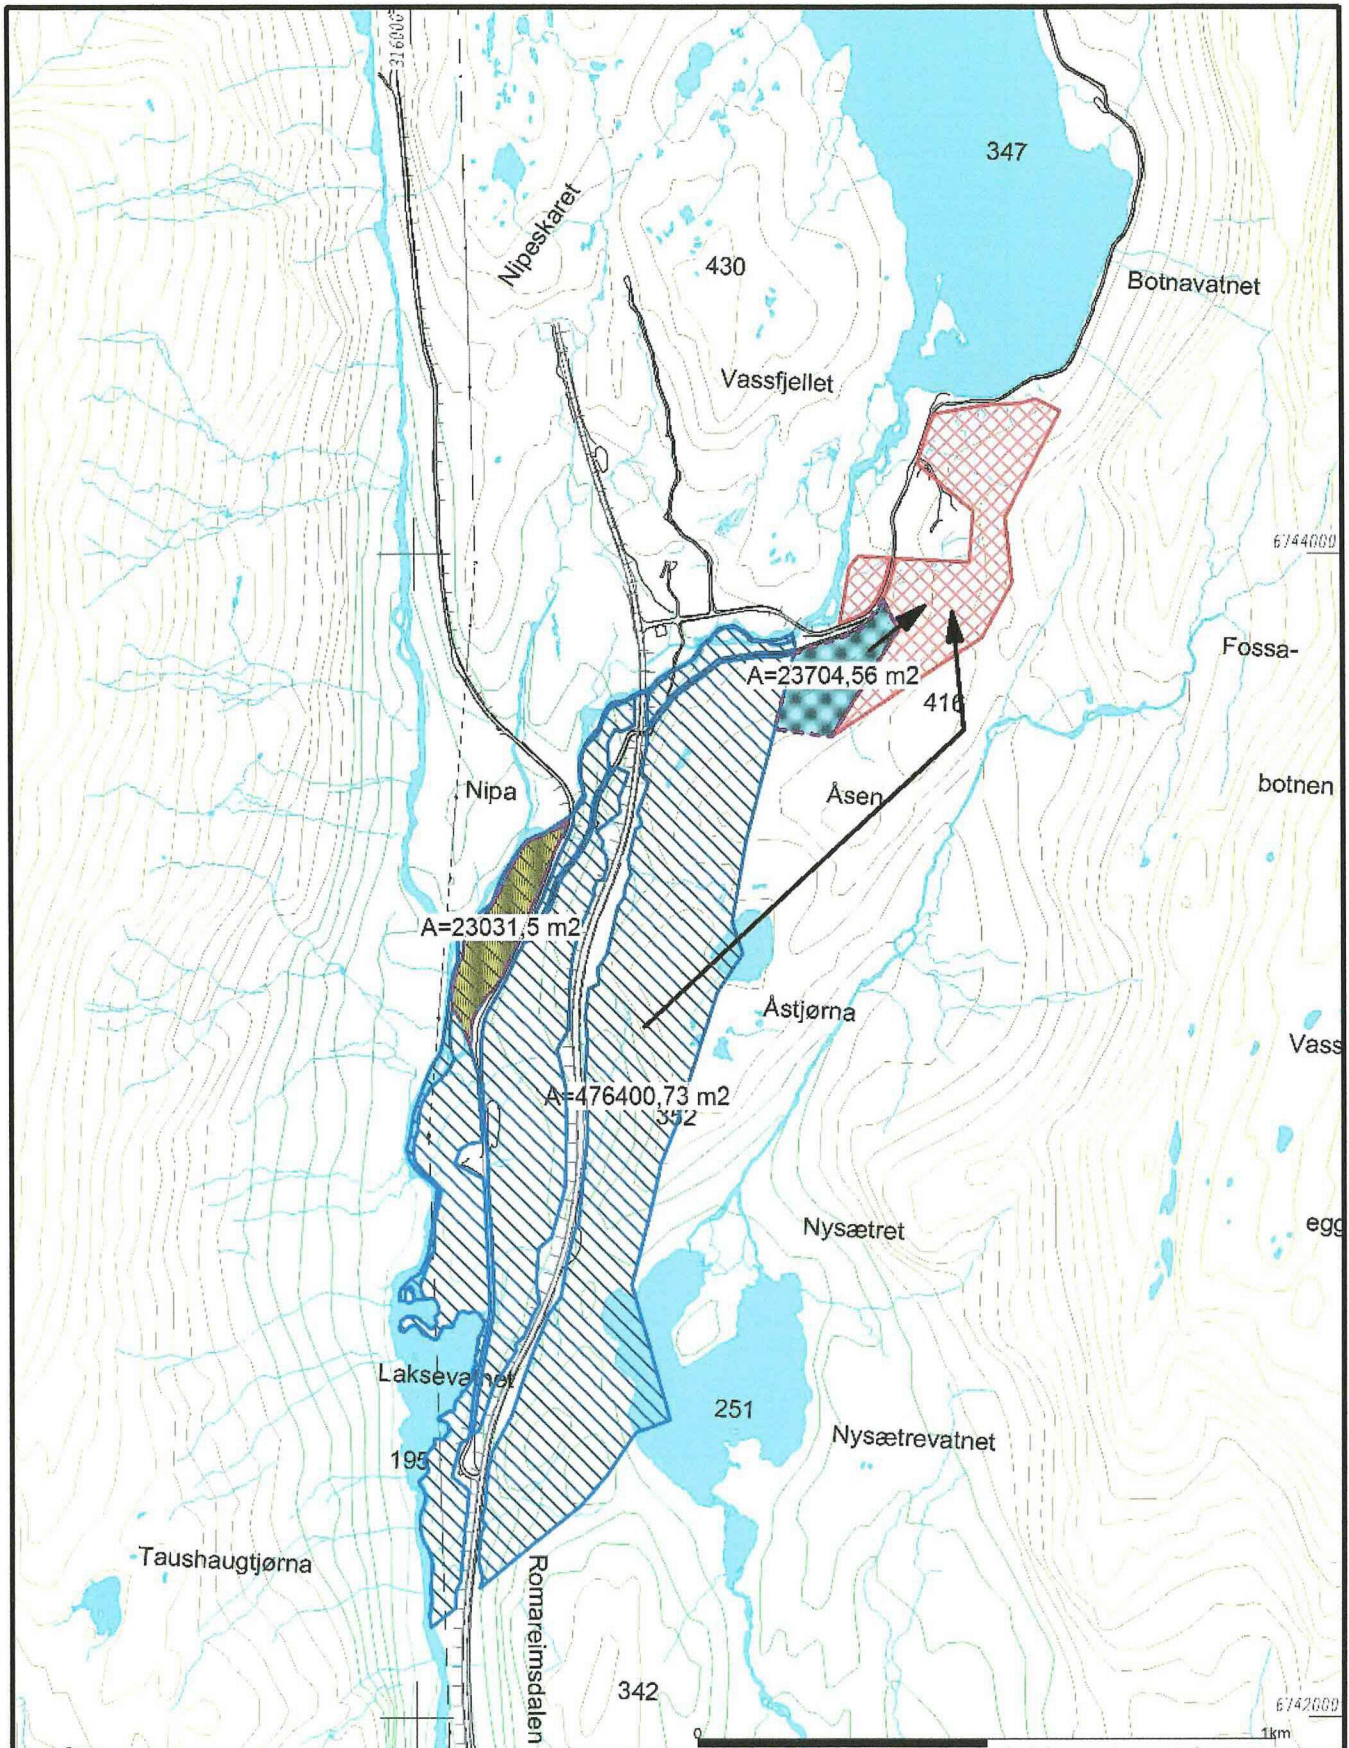 316000
347
Nipeskaret
430
Botnavatnet
Vassfjellet
6744000
Fossa-
A=23704,56 m2
416
botnen
Nipa
Åsen
A=23031,5 m2
Åstjørna
Vass
A=476400,73 m2
352
Nysætret
egg
Laksevatnet
251
Nysætrevatnet
195
Taushaugtjørna
Romareimsdalen
342
6742000
0
1km